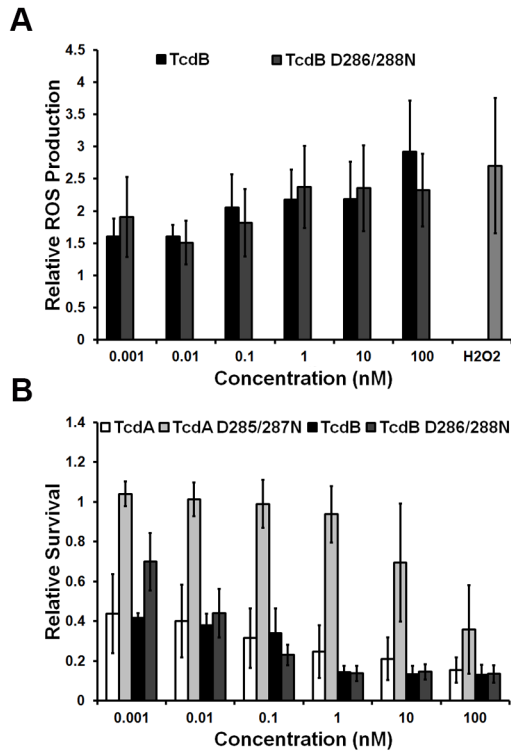 A
TcdB TcdB D286/288N
4.5
4
3.5
3
2.5
2
1.5
1
0.5
0
Relative ROS Production
0.001 0.01 0.1 1 10 100 H2O2
Concentration (nM)
B
TcdA TcdA D285/287N TcdB TcdB D286/288N
1.4
1.2
1
0.8
0.6
0.4
0.2
0
Relative Survival
0.001 0.01 0.1 1 10 100
Concentration (nM)